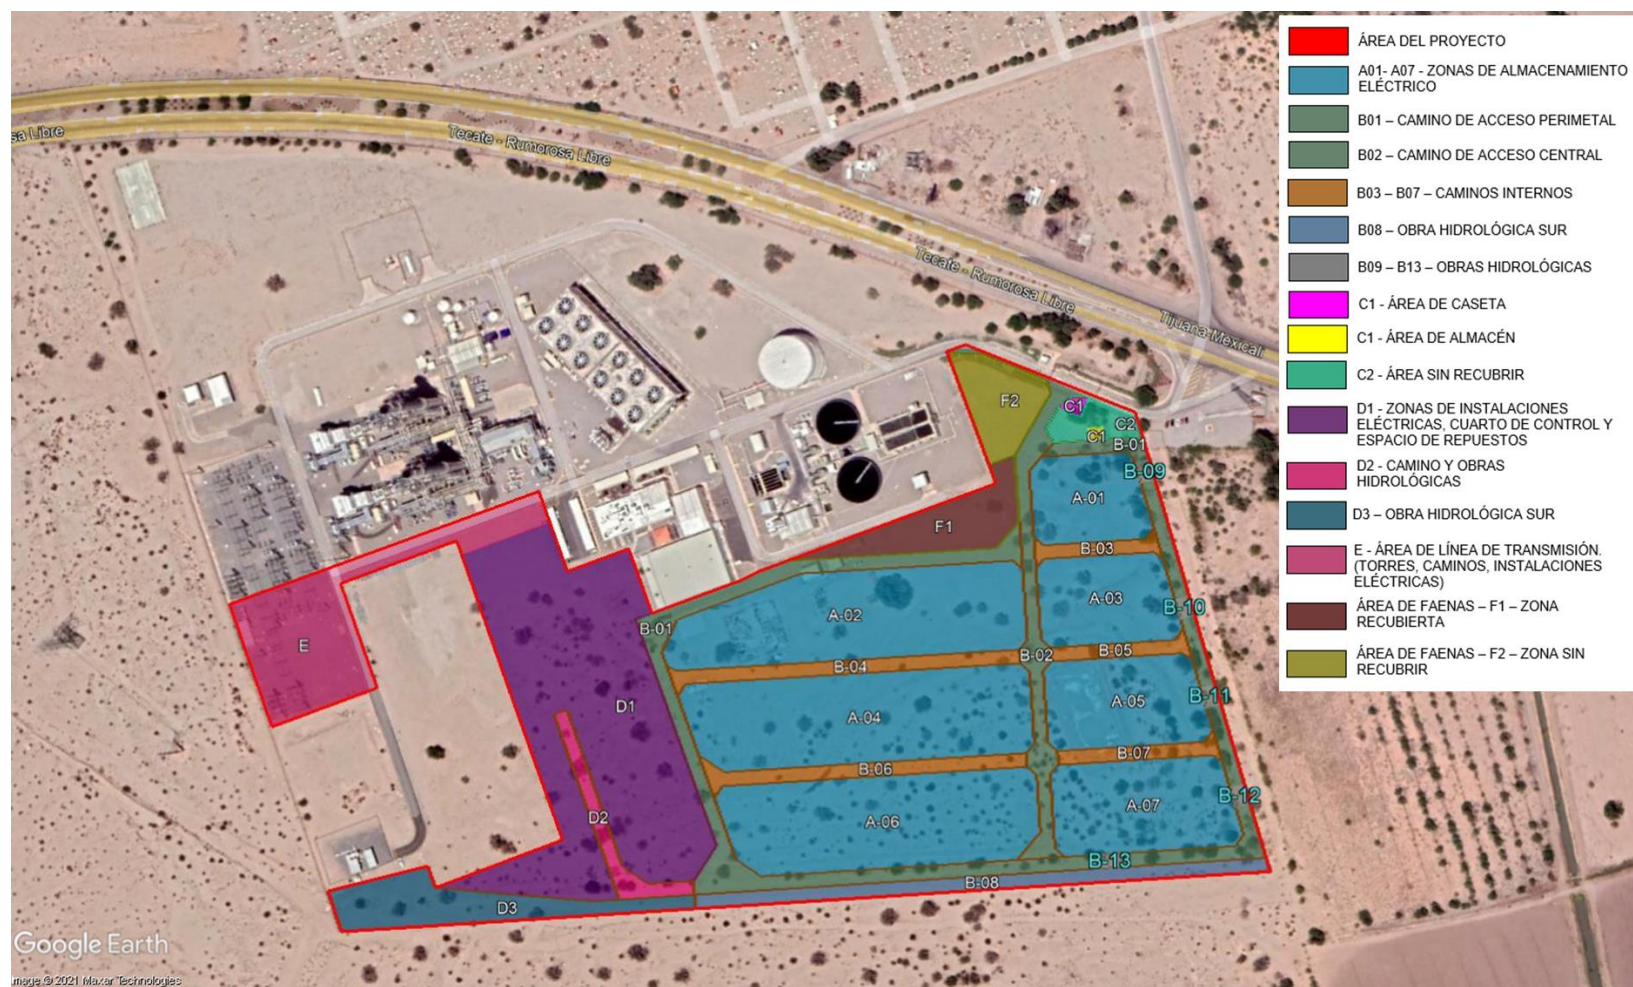 sa Libre
Tecate - Rumorosa Libre
Tecate - Rumorosa Libre
Tijuana-Mexicali
F2
C1
C2
C1
B-01
B-09
A-01
F1
B-03
A-03
B-10
A-02
B-01
B-02
B-05
B-04
E
D1
A-04
A-05
B-11
B-07
B-06
B-12
A-07
D2
A-06
B-13
B-08
D3
Google Earth
Image © 2021 Maxar Technologies
ÁREA DEL PROYECTO
A01- A07 - ZONAS DE ALMACENAMIENTO
ELÉCTRICO
B01 – CAMINO DE ACCESO PERIMETAL
B02 – CAMINO DE ACCESO CENTRAL
B03 – B07 – CAMINOS INTERNOS
B08 – OBRA HIDROLÓGICA SUR
B09 – B13 – OBRAS HIDROLÓGICAS
C1 - ÁREA DE CASETA
C1 - ÁREA DE ALMACÉN
C2 - ÁREA SIN RECUBRIR
D1 - ZONAS DE INSTALACIONES
ELÉCTRICAS, CUARTO DE CONTROL Y
ESPACIO DE REPUESTOS
D2 - CAMINO Y OBRAS
HIDROLÓGICAS
D3 – OBRA HIDROLÓGICA SUR
E - ÁREA DE LÍNEA DE TRANSMISIÓN.
(TORRES, CAMINOS, INSTALACIONES
ELÉCTRICAS)
ÁREA DE FAENAS – F1 – ZONA
RECUBIERTA
ÁREA DE FAENAS – F2 – ZONA SIN
RECUBRIR